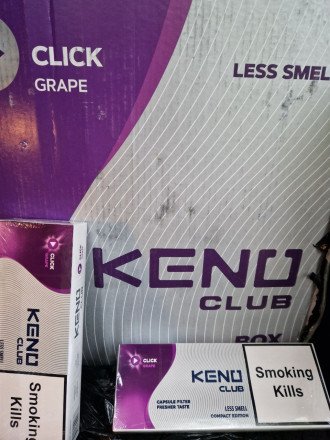 CLICK
GRAPE
LESS SMELL
KENO
CLUB
BOX
CLICK
GRAPE
KENO
CLUB
Smoking
Kills
CLICK
GRAPE
KENO
CLUB
CAPSULE FILTER
FRESHER TASTE
LESS SMELL
COMPACT EDITION
Smoking
Kills